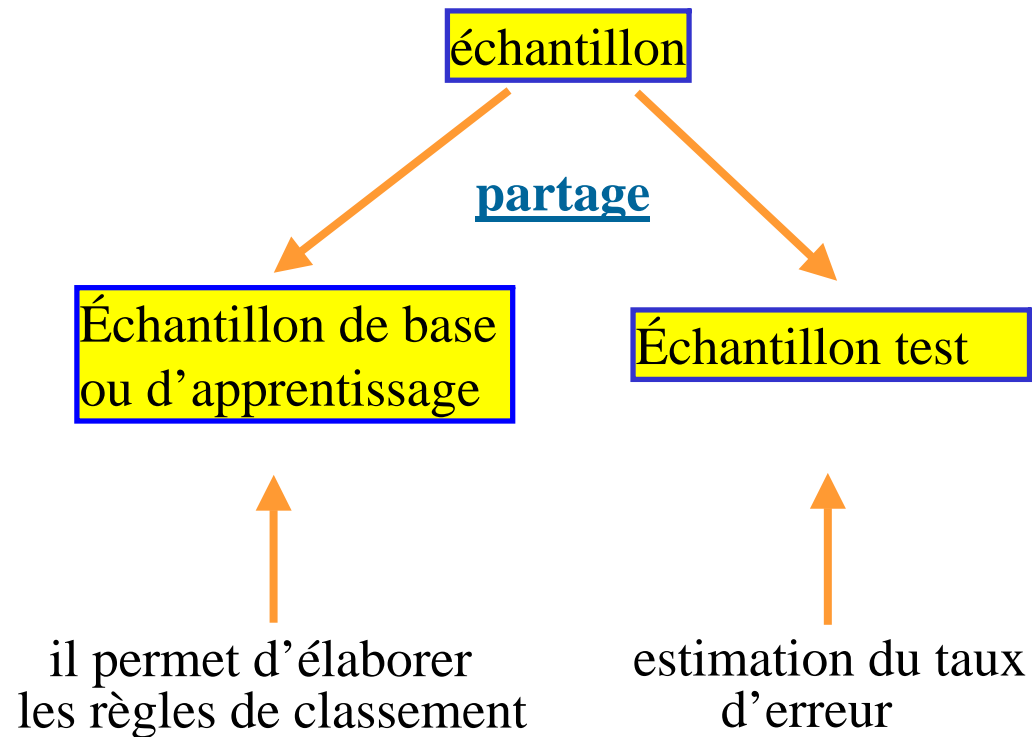 échantillon
partage
Échantillon de base
ou d’apprentissage
Échantillon test
il permet d’élaborer
les règles de classement
estimation du taux
d’erreur